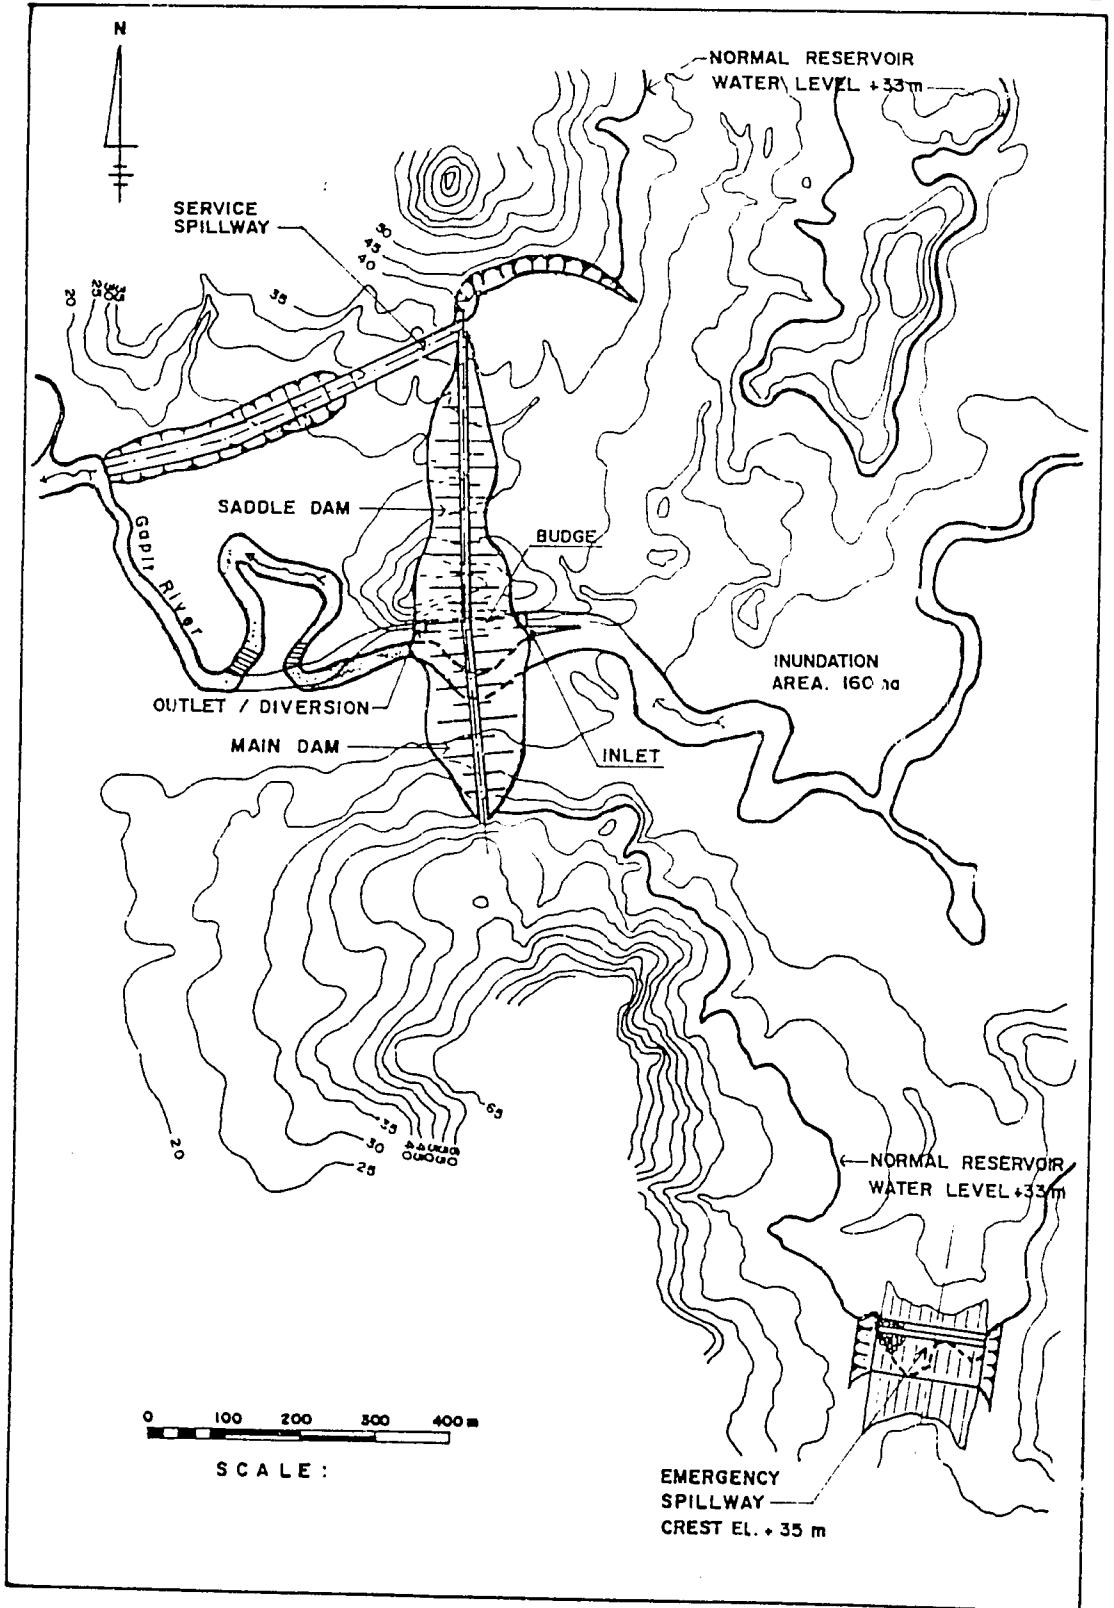 N
NORMAL RESERVOIR
WATER LEVEL +33m
SERVICE
SPILLWAY
50
45
40
35
20
25
30
35
SADDLE DAM
BUDGE
Gapit River
INUNDATION
AREA. 160 ha
OUTLET / DIVERSION
MAIN DAM
INLET
65
35
30
25
20
NORMAL RESERVOIR
WATER LEVEL +33m
0 100 200 300 400 m
SCALE :
EMERGENCY
SPILLWAY
CREST EL. + 35 m